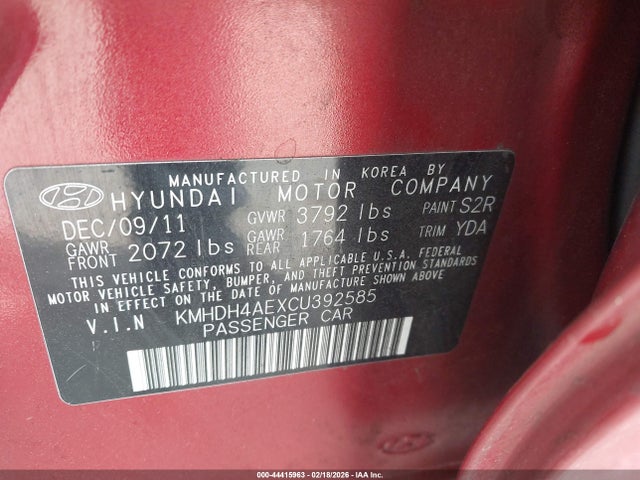 MANUFACTURED IN KOREA BY
HYUNDAI MOTOR COMPANY
DEC/09/11 GVWR 3792 lbs PAINT S2R
GAWR FRONT 2072 lbs GAWR REAR 1764 lbs TRIM YDA
THIS VEHICLE CONFORMS TO ALL APPLICABLE U.S.A. FEDERAL
MOTOR VEHICLE SAFETY, BUMPER, AND THEFT PREVENTION STANDARDS
IN EFFECT ON THE DATE OF MANUFACTURE SHOWN ABOVE
V.I.N KMHDH4AEXCU392585
PASSENGER CAR
000-44415963 - 02/18/2026 - IAA Inc.